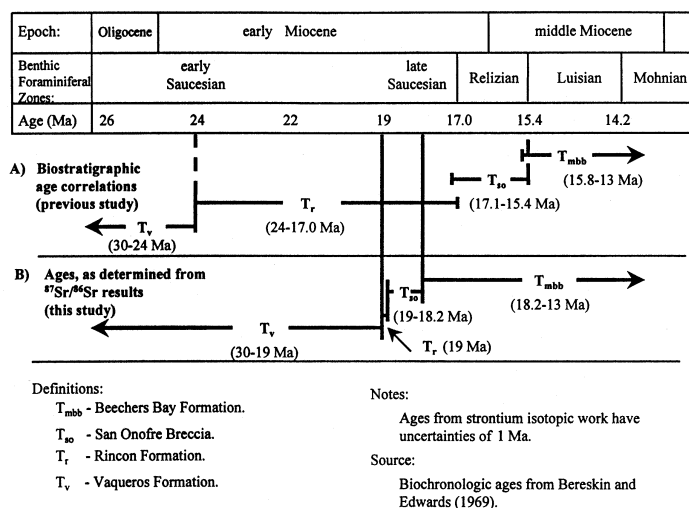 Epoch: Oligocene early Miocene middle Miocene
Benthic Foraminiferal Zones: early Saucesian late Saucesian Relizian Luisian Mohnian
Age (Ma) 26 24 22 19 17.0 15.4 14.2
A) Biostratigraphic
age correlations
(previous study)
Tmbb
(15.8-13 Ma)
Tso
(17.1-15.4 Ma)
Tr
(24-17.0 Ma)
Tv
(30-24 Ma)
B) Ages, as determined from
87Sr/86Sr results
(this study)
Tmbb
(18.2-13 Ma)
Tso
(19-18.2 Ma)
Tv
(30-19 Ma)
Tr (19 Ma)
Definitions:
Tmbb - Beechers Bay Formation.
Tso - San Onofre Breccia.
Tr - Rincon Formation.
Tv - Vaqueros Formation.
Notes:
Ages from strontium isotopic work have
uncertainties of 1 Ma.
Source:
Biochronologic ages from Bereskin and
Edwards (1969).